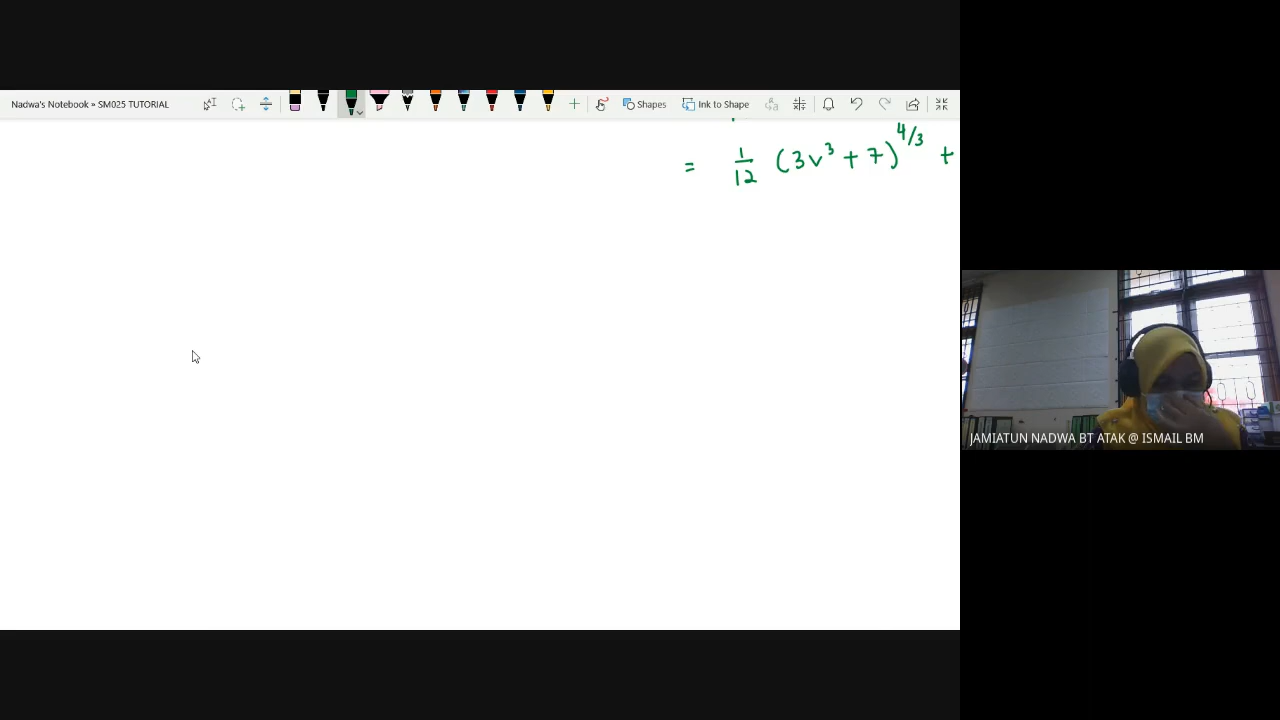 Nadwa's Notebook » SM025 TUTORIAL
Shapes
Ink to Shape
= 1/12 (3v³ + 7)^4/3 +
JAMIATUN NADWA BT ATAK @ ISMAIL BM